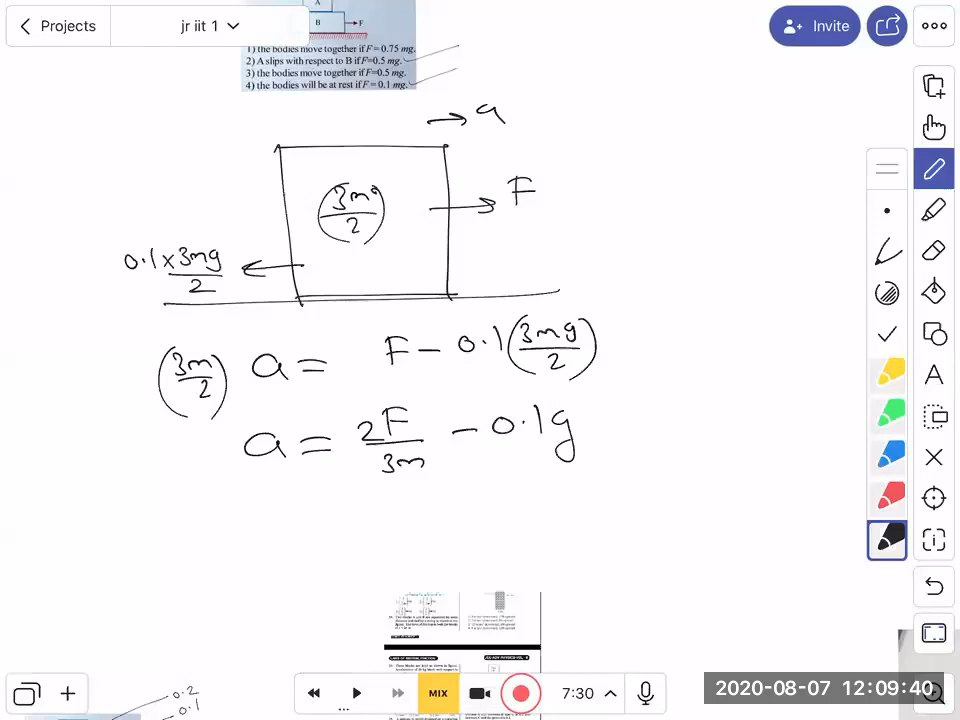 Projects
jr iit 1
Invite
A
B
F
1) the bodies move together if F = 0.75 mg.
2) A slips with respect to B if F=0.5 mg.
3) the bodies move together if F=0.5 mg.
4) the bodies will be at rest if F = 0.1 mg.
→ a
(3m/2)
→ F
0.1 × 3mg/2
(3m/2) a = F − 0.1(3mg/2)
a = 2F/3m − 0.1g
MIX
7:30
2020-08-07 12:09:40
0.2
0.1